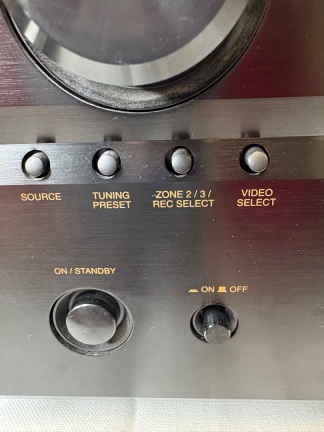 SOURCE
TUNING
PRESET
ZONE 2 / 3 /
REC SELECT
VIDEO
SELECT
ON / STANDBY
ON OFF